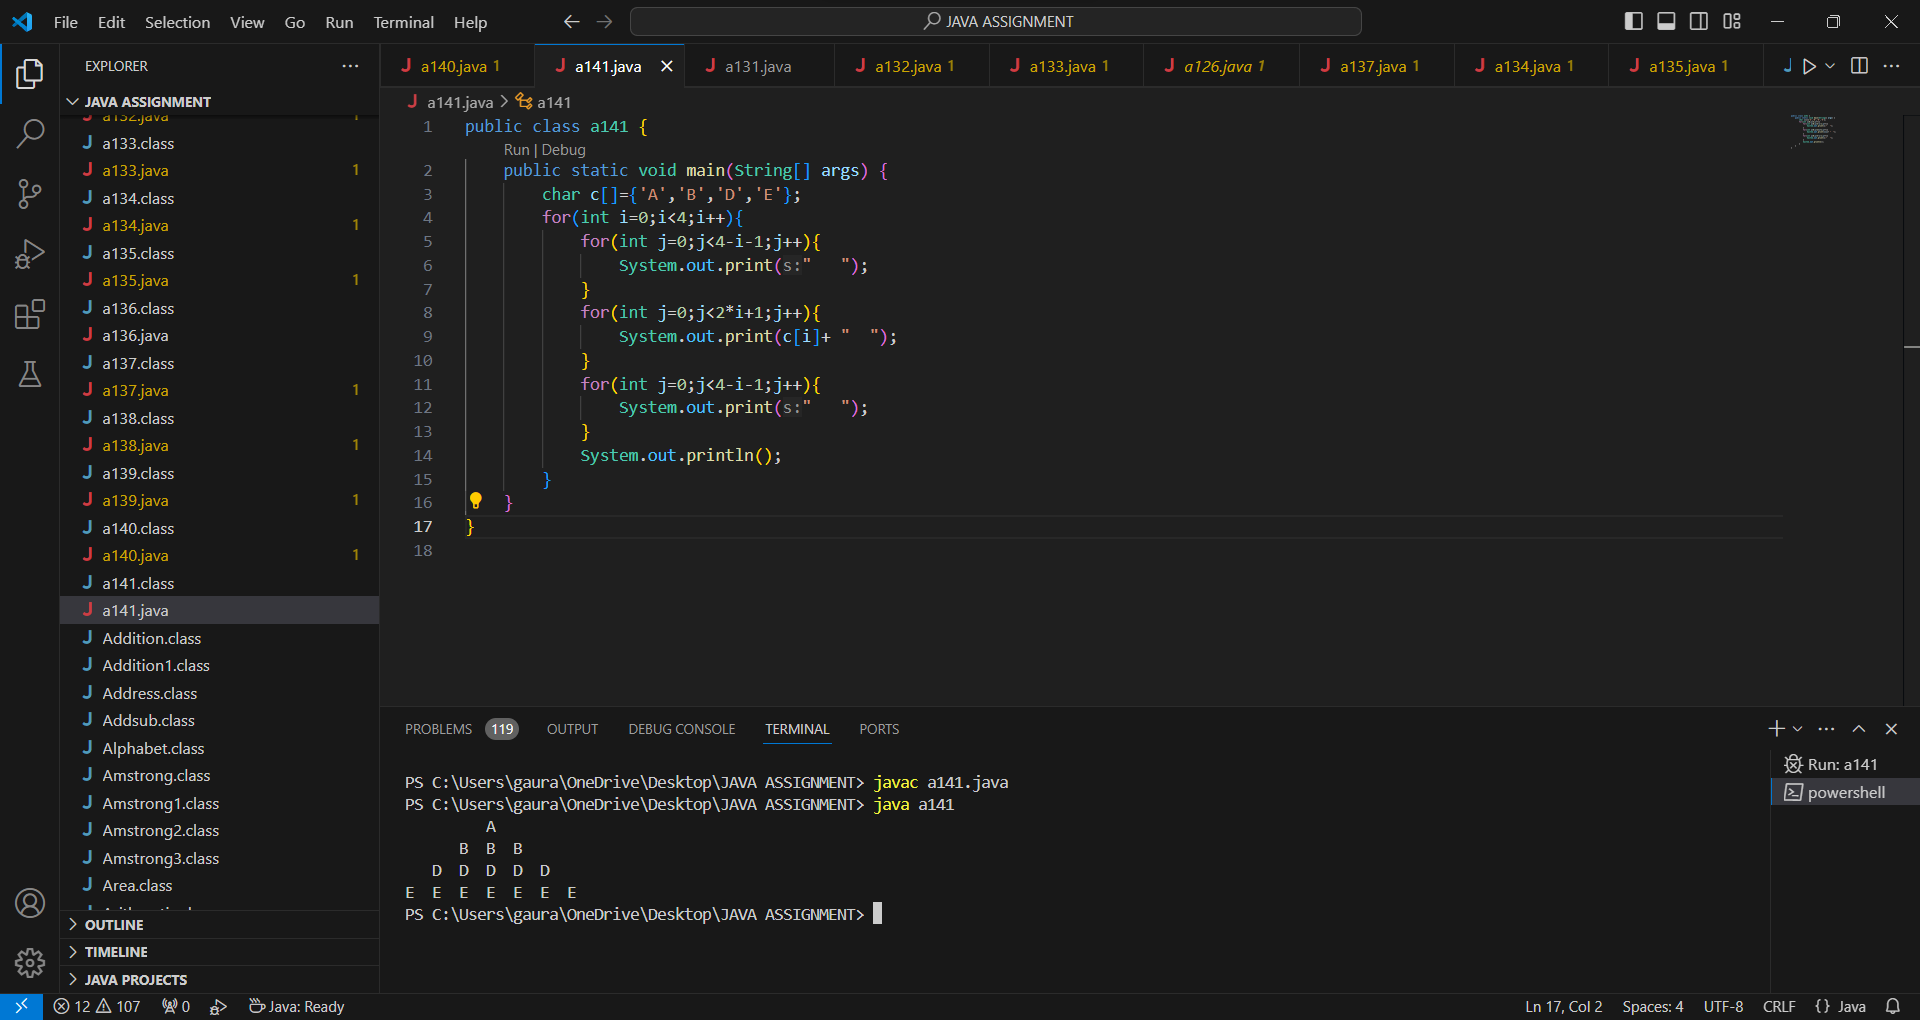 File Edit Selection View Go Run Terminal Help
JAVA ASSIGNMENT
EXPLORER
JAVA ASSIGNMENT
a132.java 1
a133.class
a133.java 1
a134.class
a134.java 1
a135.class
a135.java 1
a136.class
a136.java
a137.class
a137.java 1
a138.class
a138.java 1
a139.class
a139.java 1
a140.class
a140.java 1
a141.class
a141.java
Addition.class
Addition1.class
Address.class
Addsub.class
Alphabet.class
Amstrong.class
Amstrong1.class
Amstrong2.class
Amstrong3.class
Area.class
OUTLINE
TIMELINE
JAVA PROJECTS
a140.java 1 a141.java a131.java a132.java 1 a133.java 1 a126.java 1 a137.java 1 a134.java 1 a135.java 1
a141.java > a141
1 public class a141 {
Run | Debug
2 public static void main(String[] args) {
3 char c[]={'A','B','D','E'};
4 for(int i=0;i<4;i++){
5 for(int j=0;j<4-i-1;j++){
6 System.out.print(s:"   ");
7 }
8 for(int j=0;j<2*i+1;j++){
9 System.out.print(c[i]+ "  ");
10 }
11 for(int j=0;j<4-i-1;j++){
12 System.out.print(s:"   ");
13 }
14 System.out.println();
15 }
16 }
17 }
18
PROBLEMS 119 OUTPUT DEBUG CONSOLE TERMINAL PORTS
PS C:\Users\gaura\OneDrive\Desktop\JAVA ASSIGNMENT> javac a141.java
PS C:\Users\gaura\OneDrive\Desktop\JAVA ASSIGNMENT> java a141
A
B B B
D D D D D
E E E E E E E
PS C:\Users\gaura\OneDrive\Desktop\JAVA ASSIGNMENT>
Run: a141
powershell
12 107 0 Java: Ready Ln 17, Col 2 Spaces: 4 UTF-8 CRLF {} Java